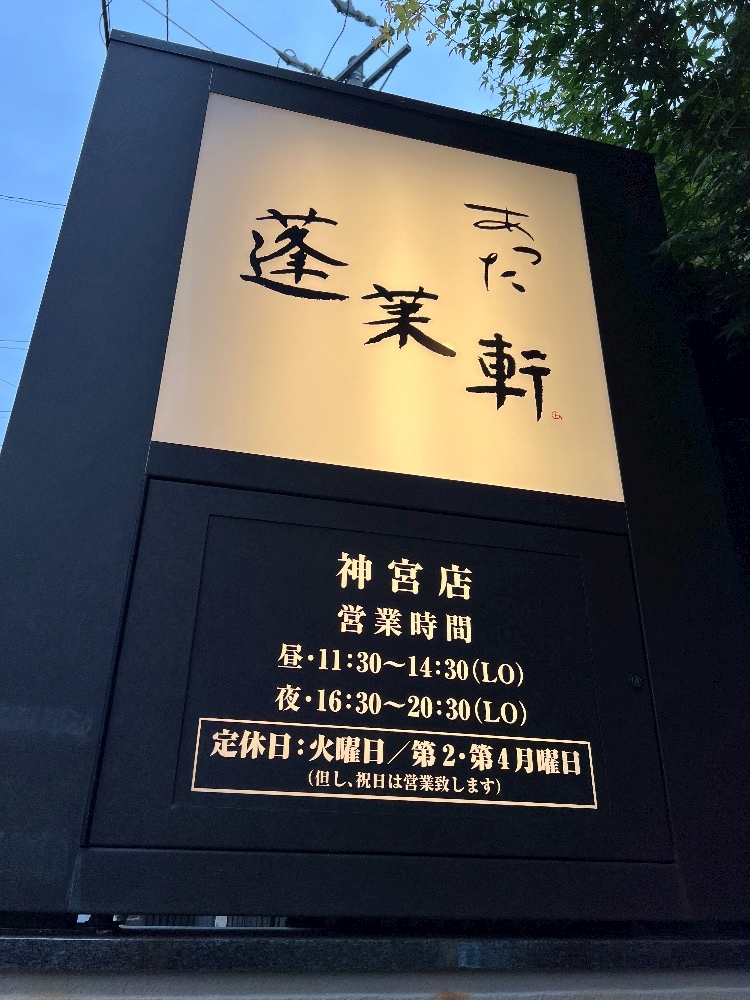 あつた
蓬莱軒
神宮店
営業時間
昼・11:30～14:30(LO)
夜・16:30～20:30(LO)
定休日：火曜日／第2・第4月曜日
(但し、祝日は営業致します)